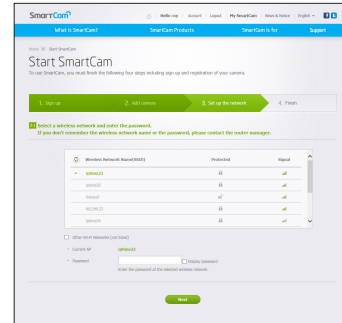 SmartCam
Hello cwp Account Logout My SmartCam News & Notice English
What is SmartCam? SmartCam Products SmartCam is for Support
Home Start SmartCam
Start SmartCam
To use SmartCam, you must finish the following four steps including sign up and registration of your camera.
1. Sign up 2. Add camera 3. Set up the network 4. Finish
Select a wireless network and enter the password.
If you don't remember the wireless network name or the password, please contact the router manager.
Wireless Network Name(SSID) Protected Signal
Other Wi-Fi Networks (not listed)
Current AP
Password Display password
Enter the password of the selected wireless network.
Next